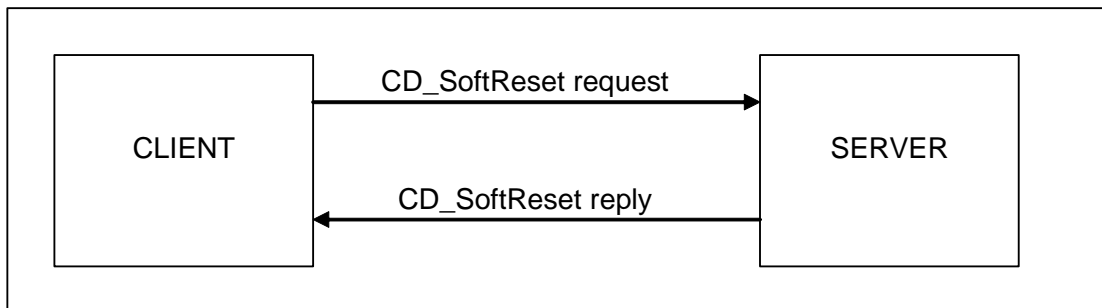 CD_SoftReset request
CLIENT
SERVER
CD_SoftReset reply